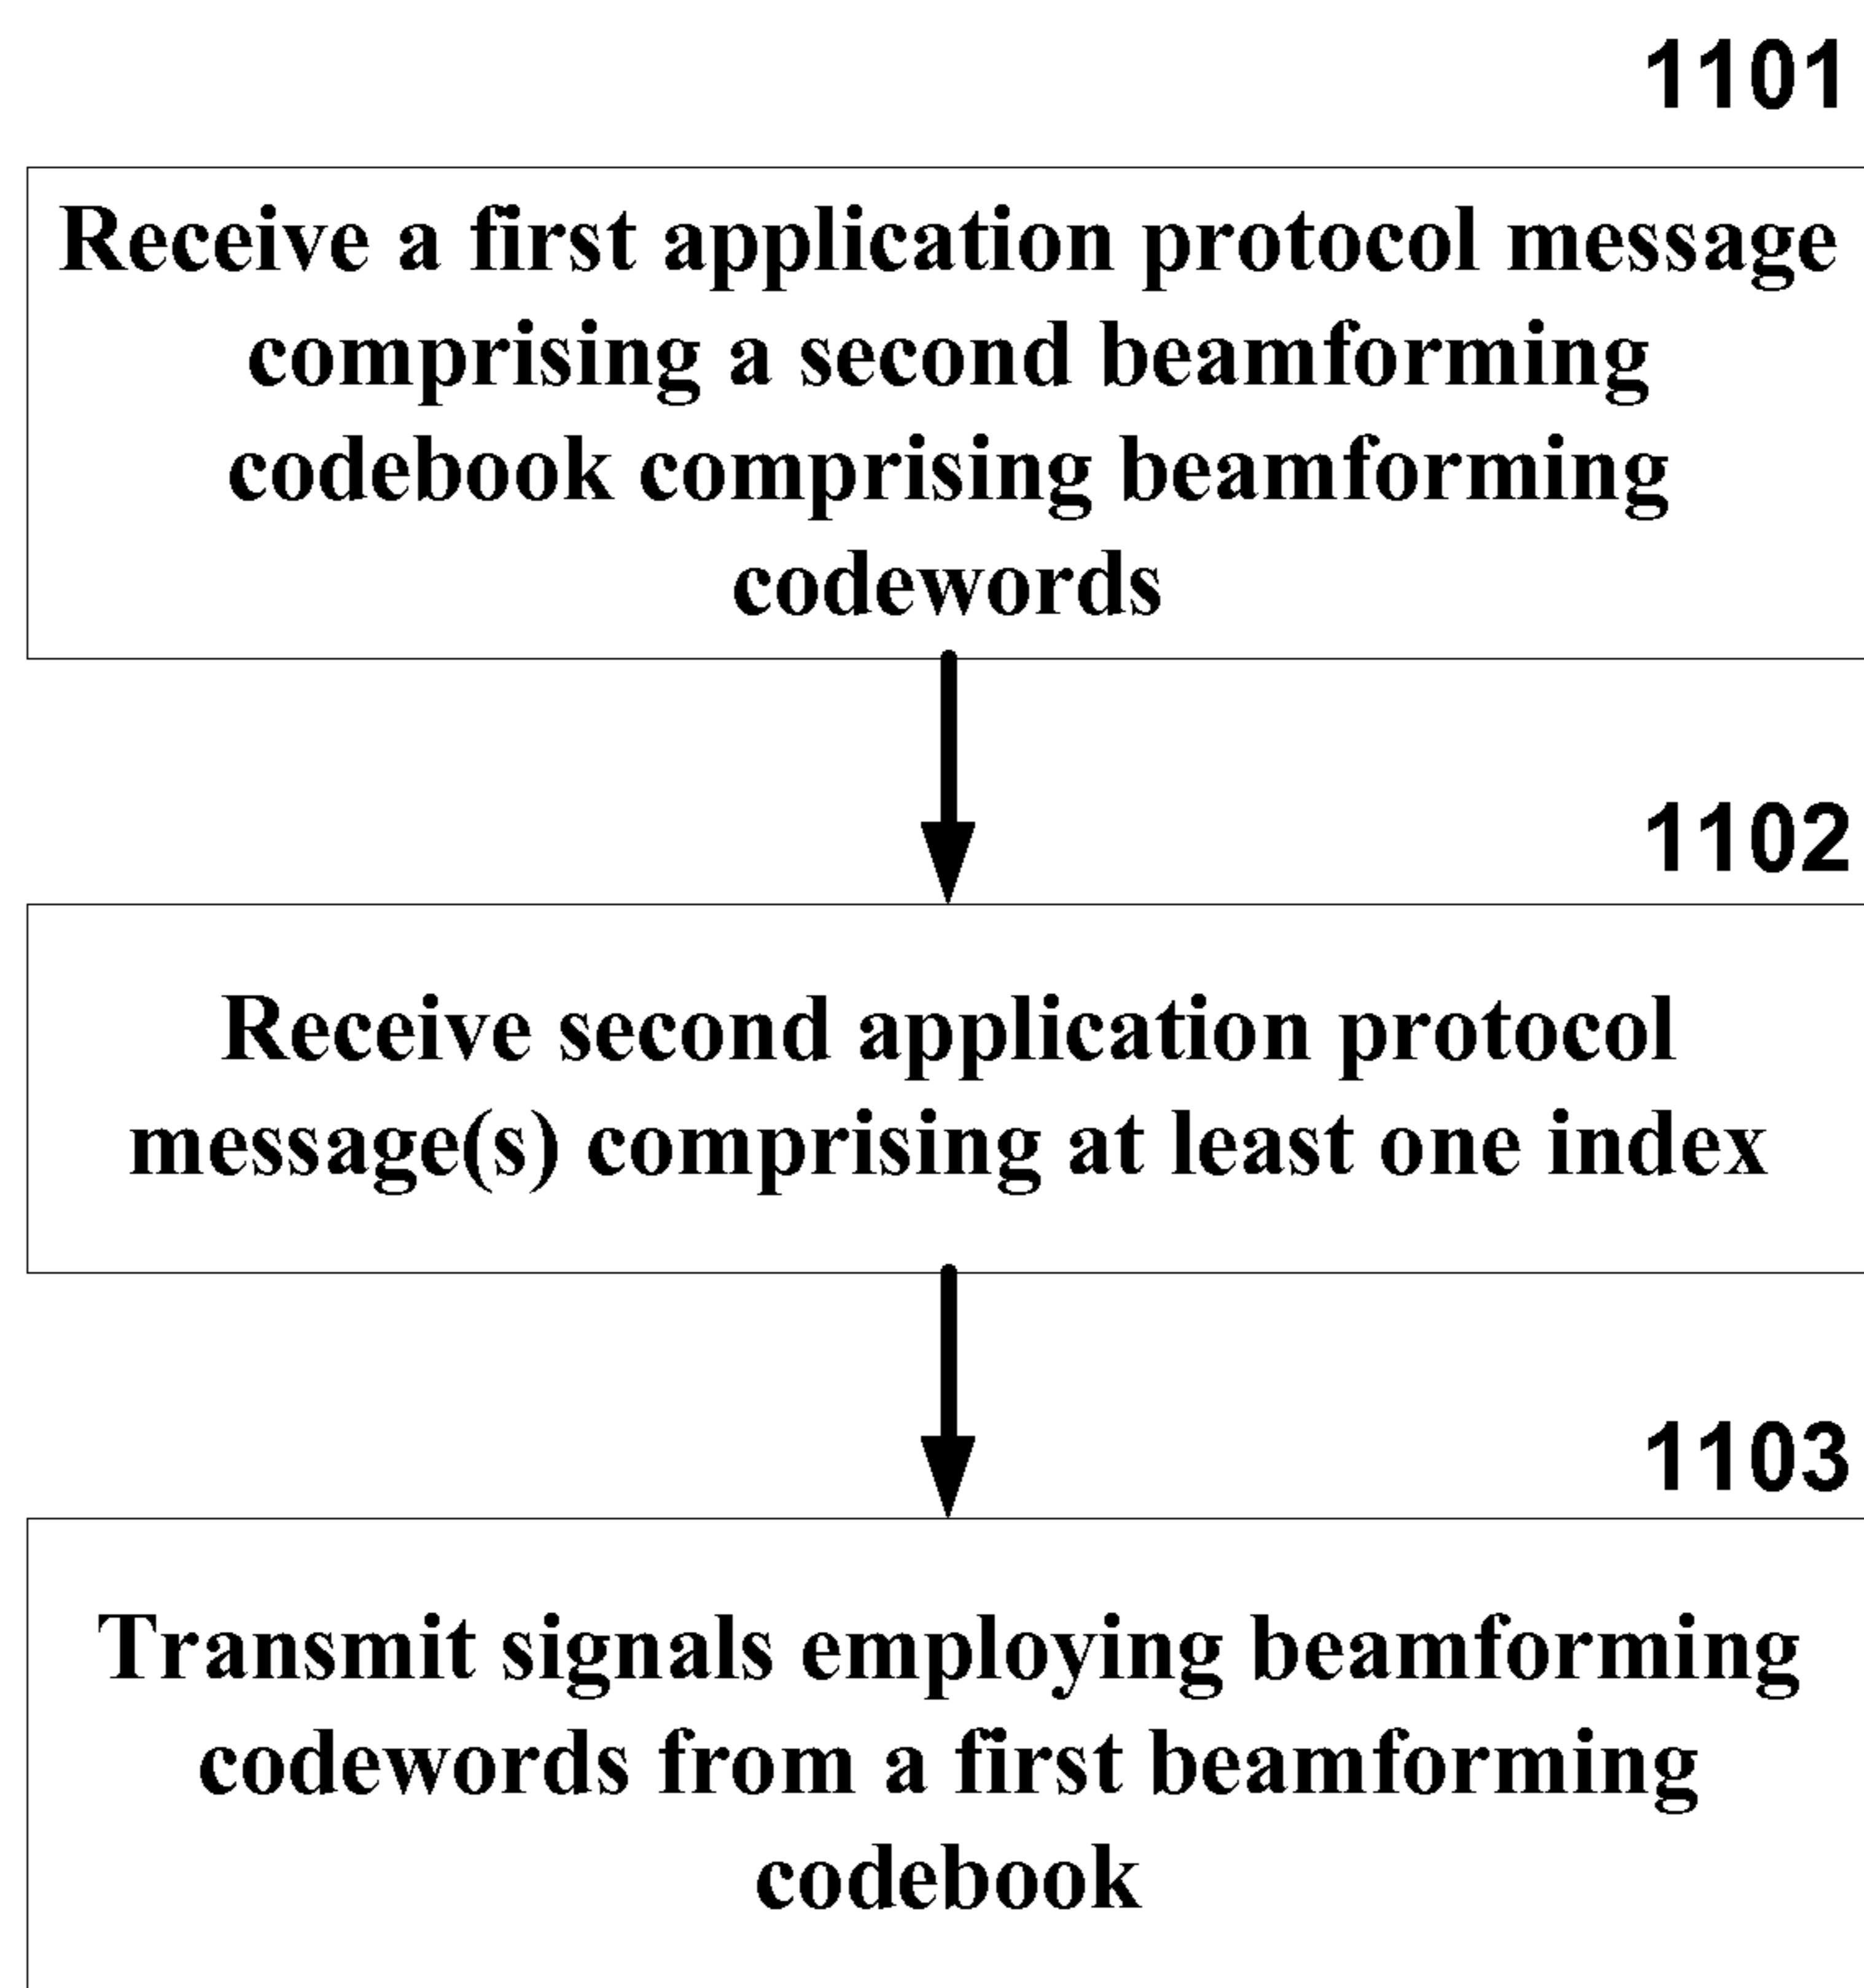 1101
Receive a first application protocol message
comprising a second beamforming
codebook comprising beamforming
codewords
1102
Receive second application protocol
message(s) comprising at least one index
1103
Transmit signals employing beamforming
codewords from a first beamforming
codebook